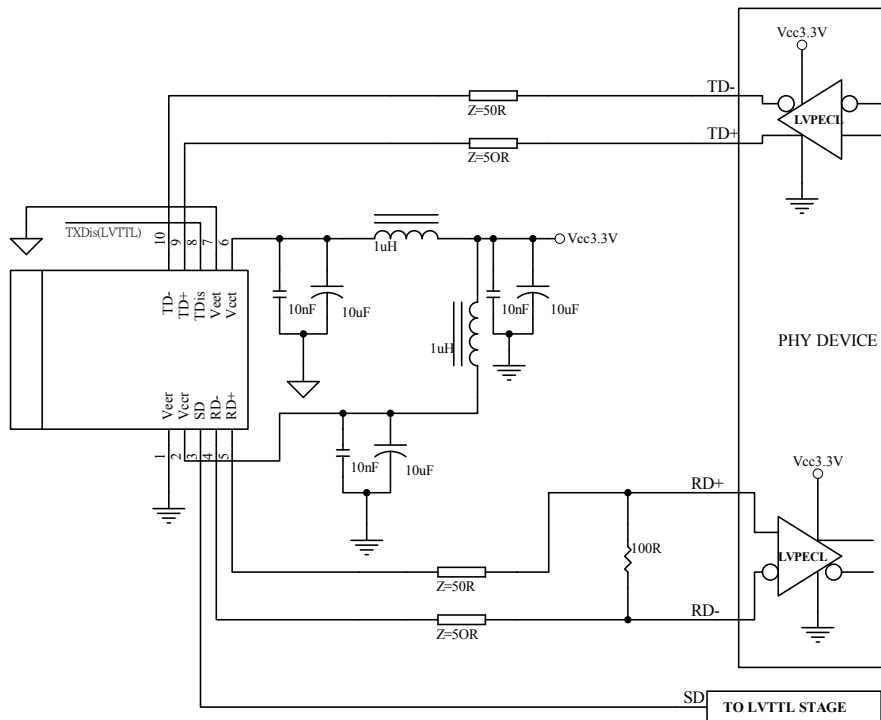 Vcc3.3V
TD-
Z=50R
LVPECL
TD+
Z=5OR
TXDis(LVTTL)
10
9
8
7
6
1uH
Vcc3.3V
TD-
TD+
TDis
Veet
Vcct
10nF
10uF
10nF
10uF
1uH
PHY DEVICE
Veer
Vccr
SD
RD-
RD+
1
2
3
4
5
10nF
10uF
Vcc3.3V
RD+
100R
LVPECL
Z=50R
RD-
Z=5OR
SD
TO LVTTL STAGE